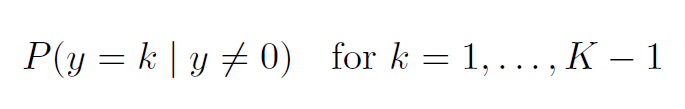 P(y = k | y ≠ 0) for k = 1, . . . , K − 1